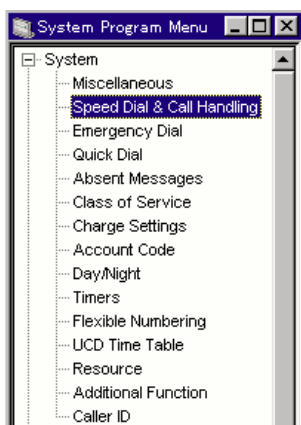 System Program Menu
System
Miscellaneous
Speed Dial & Call Handling
Emergency Dial
Quick Dial
Absent Messages
Class of Service
Charge Settings
Account Code
Day/Night
Timers
Flexible Numbering
UCD Time Table
Resource
Additional Function
Caller ID